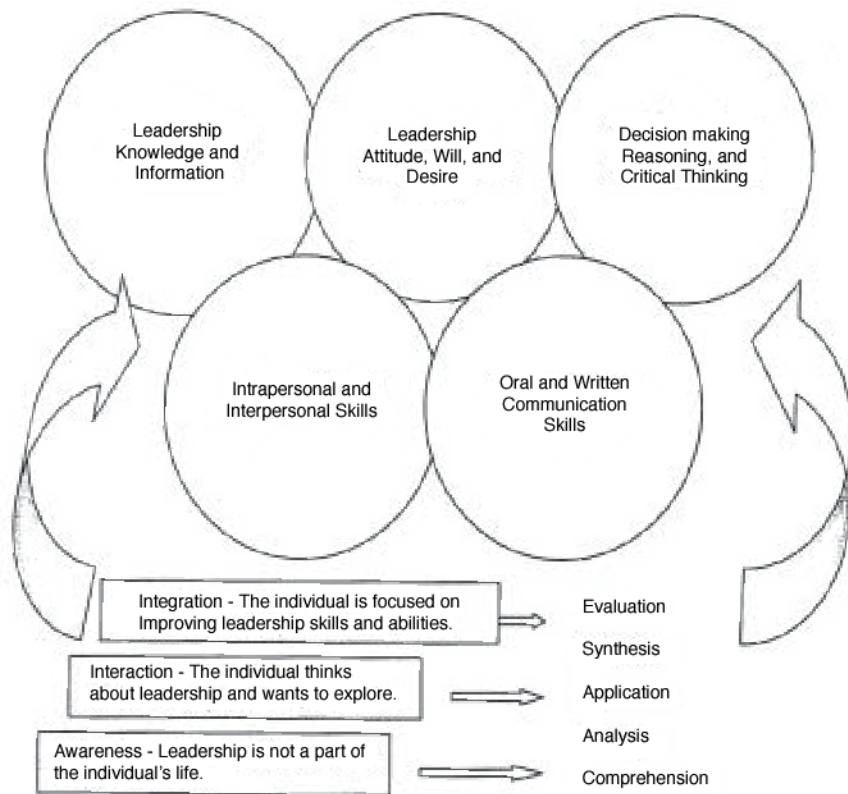 Leadership
Knowledge and
Information
Leadership
Attitude, Will, and
Desire
Decision making
Reasoning, and
Critical Thinking
Intrapersonal and
Interpersonal Skills
Oral and Written
Communication
Skills
Integration - The individual is focused on
Improving leadership skills and abilities.
Interaction - The individual thinks
about leadership and wants to explore.
Awareness - Leadership is not a part of
the individual's life.
Evaluation
Synthesis
Application
Analysis
Comprehension